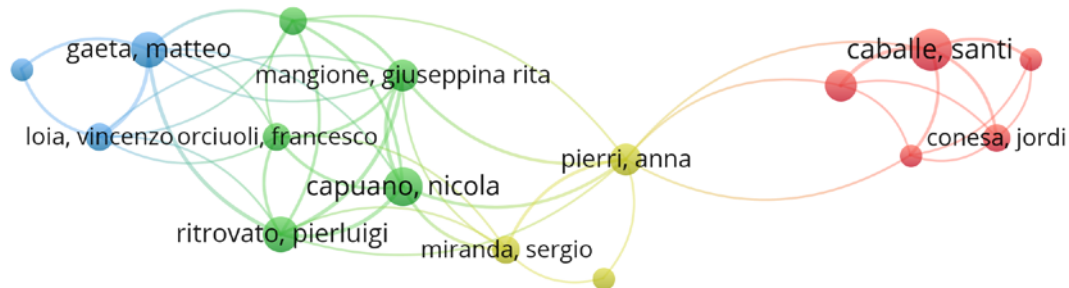 gaeta, matteo
caballe, santi
mangione, giuseppina rita
loia, vincenzo
orciuoli, francesco
conesa, jordi
pierri, anna
capuano, nicola
ritrovato, pierluigi
miranda, sergio